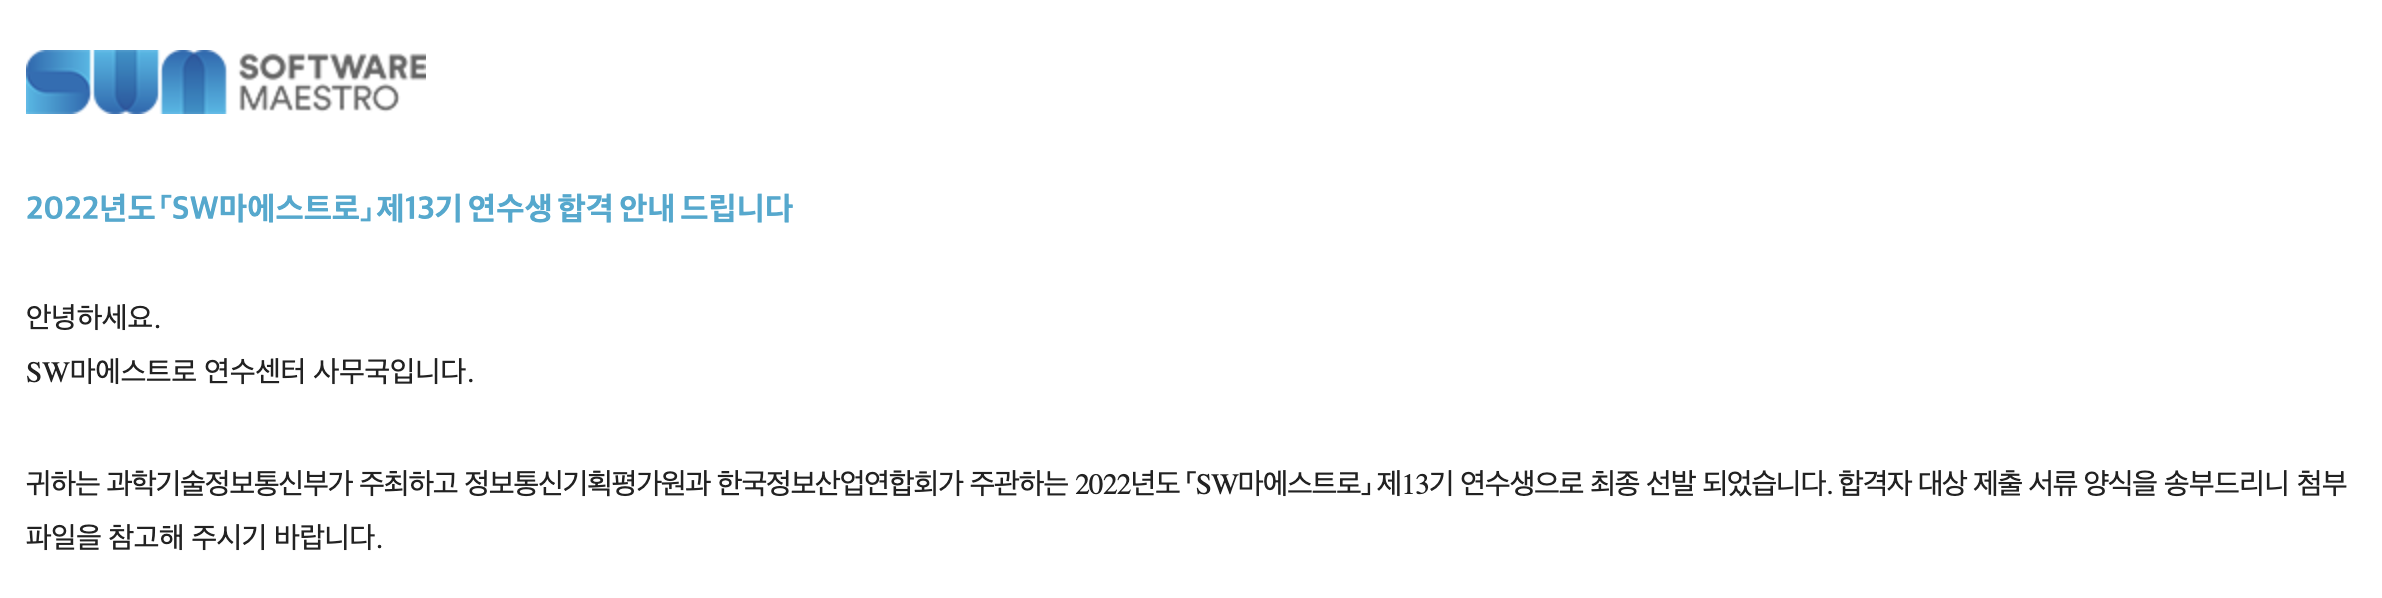 SWM SOFTWARE
MAESTRO
2022년도 ｢SW마에스트로｣ 제13기 연수생 합격 안내 드립니다
안녕하세요.
SW마에스트로 연수센터 사무국입니다.
귀하는 과학기술정보통신부가 주최하고 정보통신기획평가원과 한국정보산업연합회가 주관하는 2022년도 ｢SW마에스트로｣ 제13기 연수생으로 최종 선발 되었습니다. 합격자 대상 제출 서류 양식을 송부드리니 첨부
파일을 참고해 주시기 바랍니다.